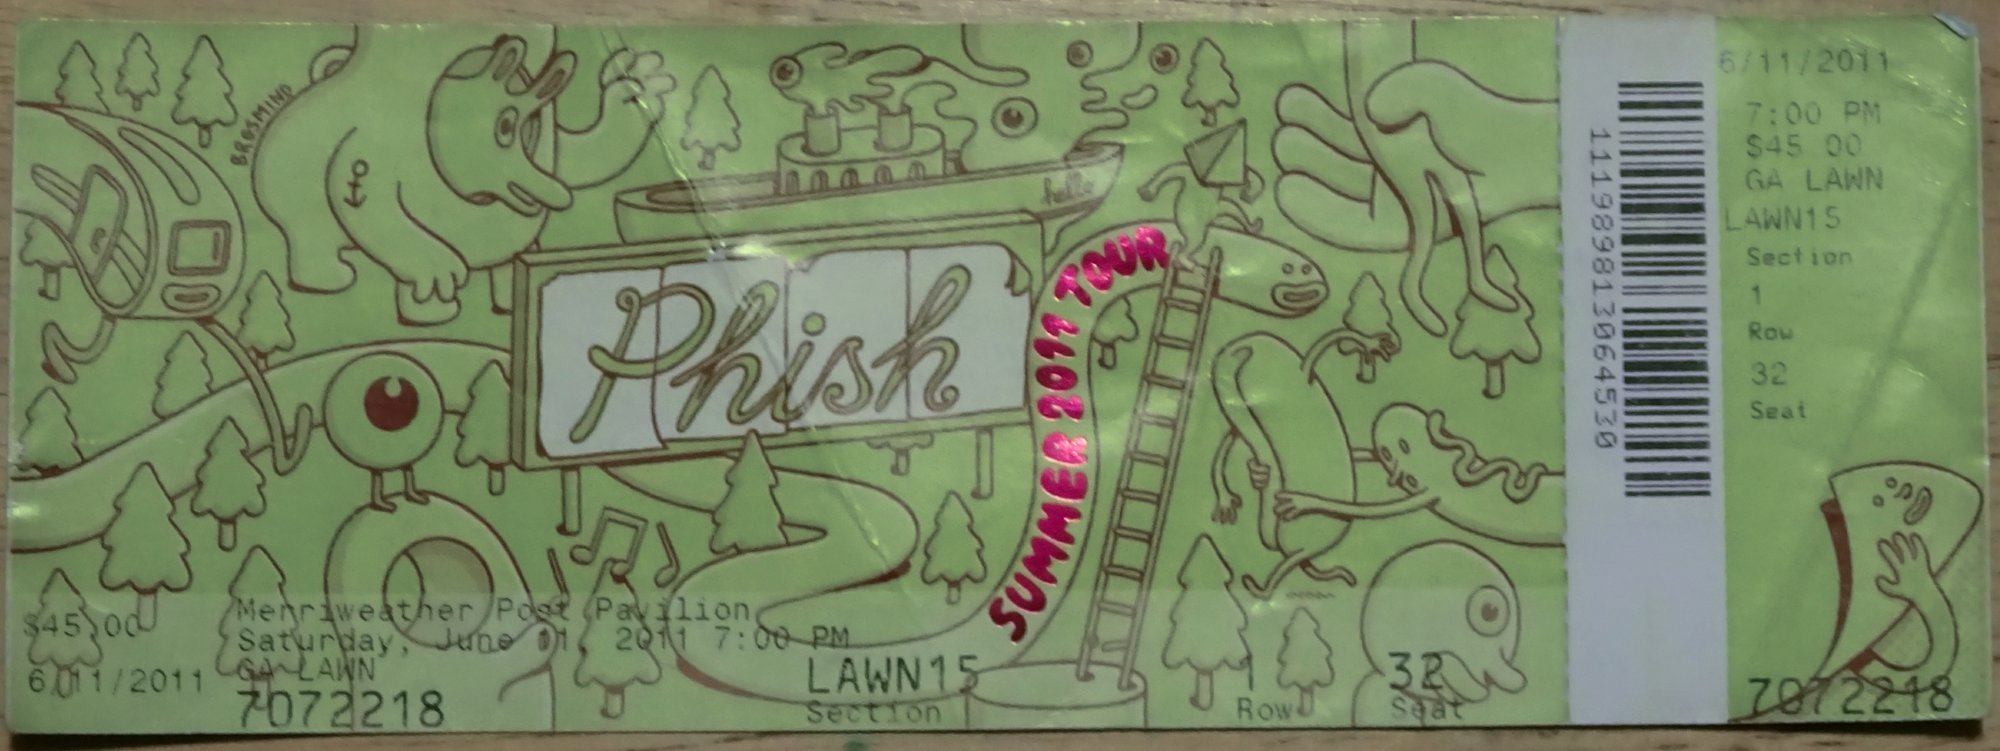 BROSMIND
hello
Phish
SUMMER 2011 TOUR
$45.00
6/11/2011
Merriweather Post Pavilion
Saturday, June 11, 2011 7:00 PM
GA LAWN
7072218
LAWN15
Section
1
Row
32
Seat
11198989813064530
6/11/2011
7:00 PM
$45 00
GA LAWN
LAWN15
Section
1
Row
32
Seat
7072218